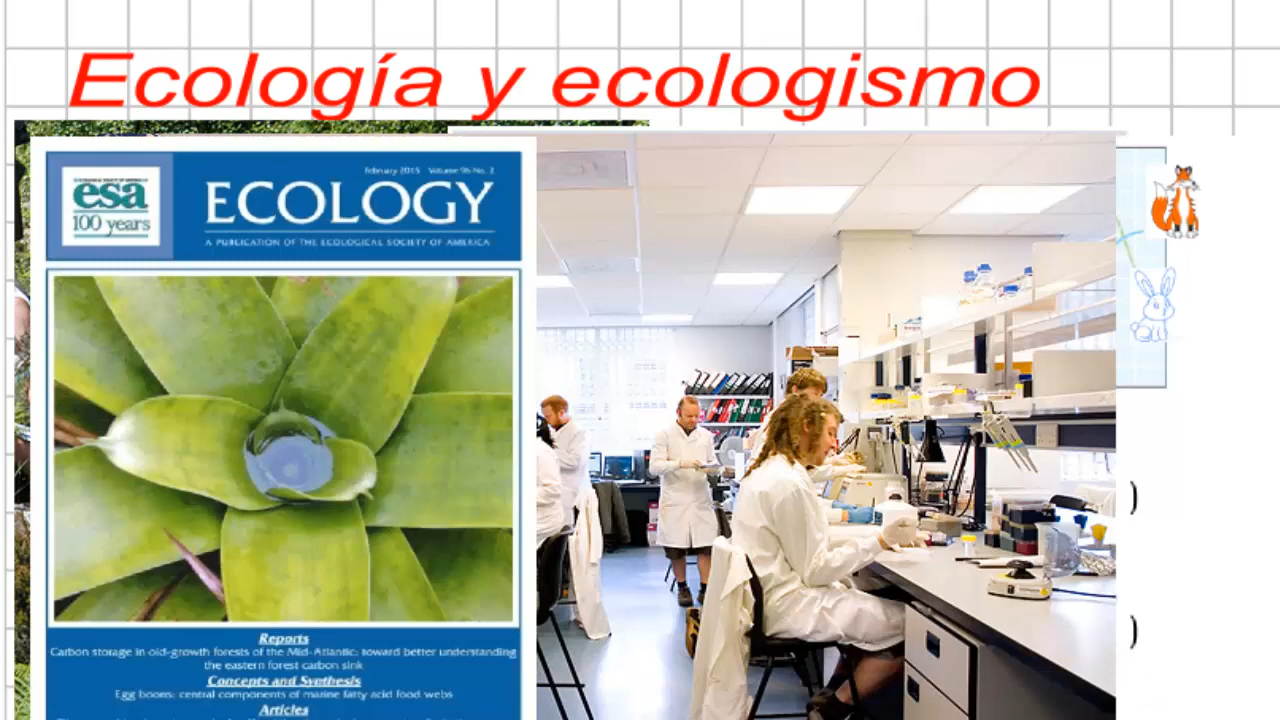 Ecología y ecologismo
February 2015 Volume 96 No. 2
esa
100 years
ECOLOGY
A PUBLICATION OF THE ECOLOGICAL SOCIETY OF AMERICA
Reports
Carbon storage in old-growth forests of the Mid-Atlantic: toward better understanding
the eastern forest carbon sink
Concepts and Synthesis
Egg booms: central components of marine fatty acid food webs
Articles
)
)